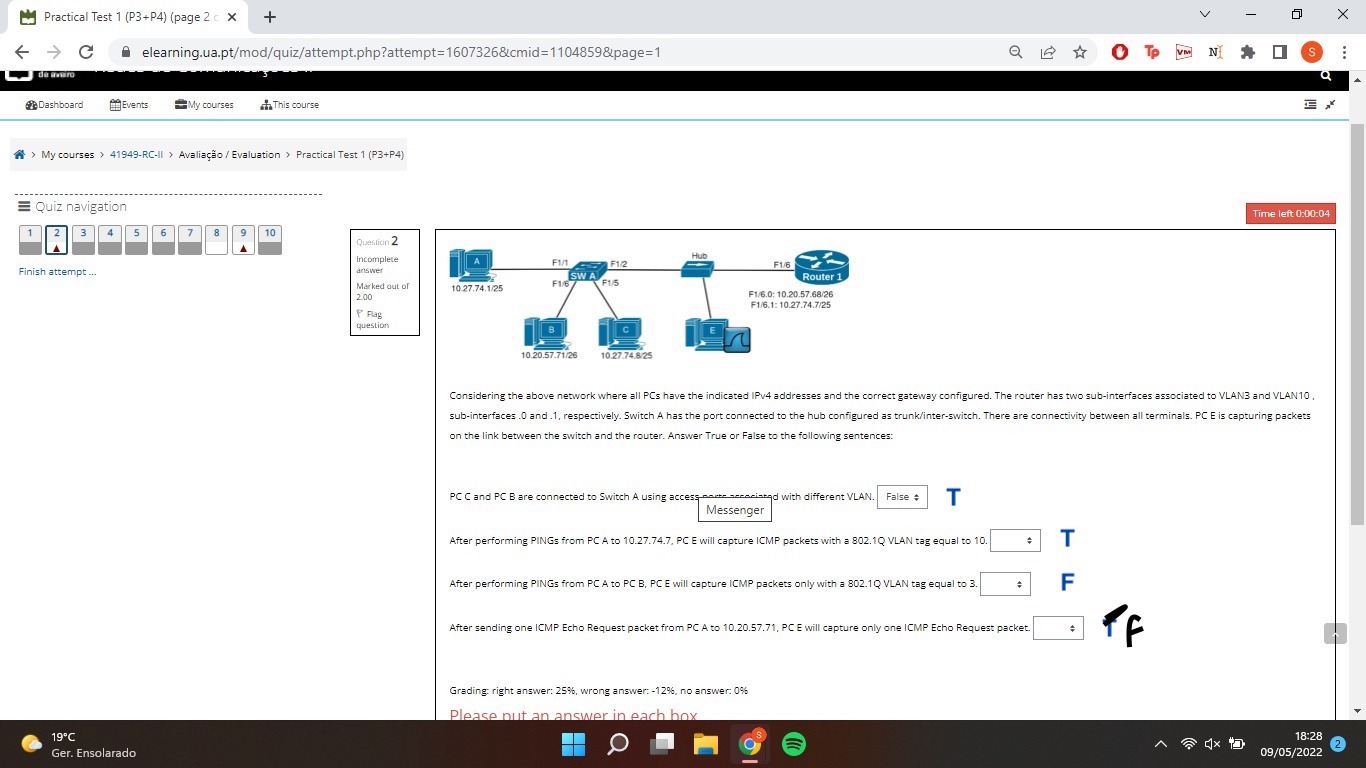 Practical Test 1 (P3+P4) (page 2
elearning.ua.pt/mod/quiz/attempt.php?attempt=1607326&cmid=1104859&page=1
Tp
VM
S
de aveiro
Dashboard
Events
My courses
This course
> My courses > 41949-RC-II > Avaliação / Evaluation > Practical Test 1 (P3+P4)
Quiz navigation
Time left 0:00:04
1 2 3 4 5 6 7 8 9 10
Finish attempt ...
Question 2
Incomplete
answer
Marked out of
2.00
Flag
question
A
F1/1
SW A
F1/2
Hub
F1/6
Router 1
10.27.74.1/25
F1/6
F1/5
F1/6.0: 10.20.57.68/26
F1/6.1: 10.27.74.7/25
B
C
E
10.20.57.71/26
10.27.74.8/25
Considering the above network where all PCs have the indicated IPv4 addresses and the correct gateway configured. The router has two sub-interfaces associated to VLAN3 and VLAN10 ,
sub-interfaces .0 and .1, respectively. Switch A has the port connected to the hub configured as trunk/inter-switch. There are connectivity between all terminals. PC E is capturing packets
on the link between the switch and the router. Answer True or False to the following sentences:
PC C and PC B are connected to Switch A using access ports associated with different VLAN. False T
Messenger
After performing PINGs from PC A to 10.27.74.7, PC E will capture ICMP packets with a 802.1Q VLAN tag equal to 10. T
After performing PINGs from PC A to PC B, PC E will capture ICMP packets only with a 802.1Q VLAN tag equal to 3. F
After sending one ICMP Echo Request packet from PC A to 10.20.57.71, PC E will capture only one ICMP Echo Request packet. T F
Grading: right answer: 25%, wrong answer: -12%, no answer: 0%
Please put an answer in each box
19°C
Ger. Ensolarado
S
18:28
09/05/2022
2